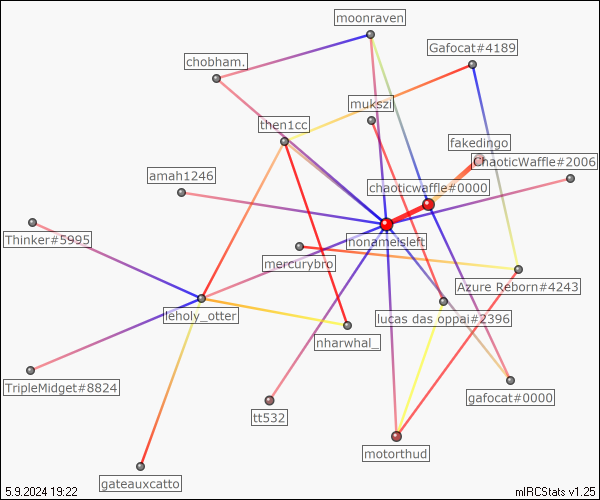 moonraven
Gafocat#4189
chobham.
mukszi
then1cc
fakedingo
ChaoticWaffle#2006
amah1246
chaoticwaffle#0000
Thinker#5995
nonameisleft
mercurybro
Azure Reborn#4243
leholy_otter
lucas das oppai#2396
nharwhal_
TripleMidget#8824
gafocat#0000
tt532
motorthud
gateauxcatto
5.9.2024 19:22
mIRCStats v1.25